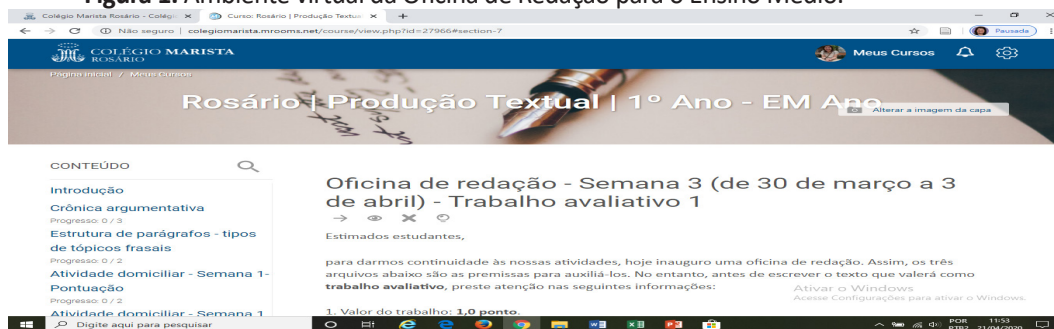 Figura 1. Ambiente virtual da Oficina de Redação para o Ensino Médio.
Colégio Marista Rosário - Colégi
Curso: Rosário | Produção Textua
Não seguro | colegiomarista.mrooms.net/course/view.php?id=27966#section-7
Pausada
COLÉGIO MARISTA
ROSÁRIO
Meus Cursos
Página inicial / Meus Cursos
Rosário | Produção Textual | 1º Ano - EM Ano
Alterar a imagem da capa
CONTEÚDO
Introdução
Crônica argumentativa
Progresso: 0 / 3
Estrutura de parágrafos - tipos
de tópicos frasais
Progresso: 0 / 2
Atividade domiciliar - Semana 1-
Pontuação
Progresso: 0 / 2
Atividade domiciliar - Semana 1
Oficina de redação - Semana 3 (de 30 de março a 3
de abril) - Trabalho avaliativo 1
Estimados estudantes,
para darmos continuidade às nossas atividades, hoje inauguro uma oficina de redação. Assim, os três
arquivos abaixo são as premissas para auxiliá-los. No entanto, antes de escrever o texto que valerá como
trabalho avaliativo, preste atenção nas seguintes informações:
1. Valor do trabalho: 1,0 ponto.
Ativar o Windows
Acesse Configurações para ativar o Windows.
Digite aqui para pesquisar
POR
PTB2
11:53
21/04/2020